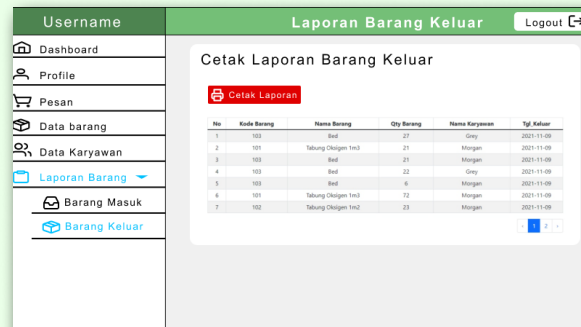 Username
Laporan Barang Keluar
Logout
Dashboard
Profile
Pesan
Data barang
Data Karyawan
Laporan Barang
Barang Masuk
Barang Keluar
Cetak Laporan Barang Keluar
Cetak Laporan
No Kode Barang Nama Barang Qty Barang Nama Karyawan Tgl_Keluar
1 103 Bed 27 Grey 2021-11-09
2 101 Tabung Oksigen 1m3 21 Morgan 2021-11-09
3 103 Bed 21 Morgan 2021-11-09
4 103 Bed 22 Grey 2021-11-09
5 103 Bed 6 Morgan 2021-11-09
6 101 Tabung Oksigen 1m3 72 Morgan 2021-11-09
7 102 Tabung Oksigen 1m2 23 Morgan 2021-11-09
‹ 1 2 ›